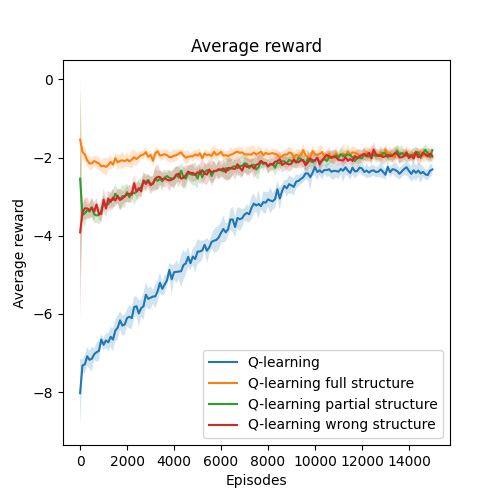 Average reward
Average reward
0
−2
−4
−6
−8
0
2000
4000
6000
8000
10000
12000
14000
Episodes
Q-learning
Q-learning full structure
Q-learning partial structure
Q-learning wrong structure